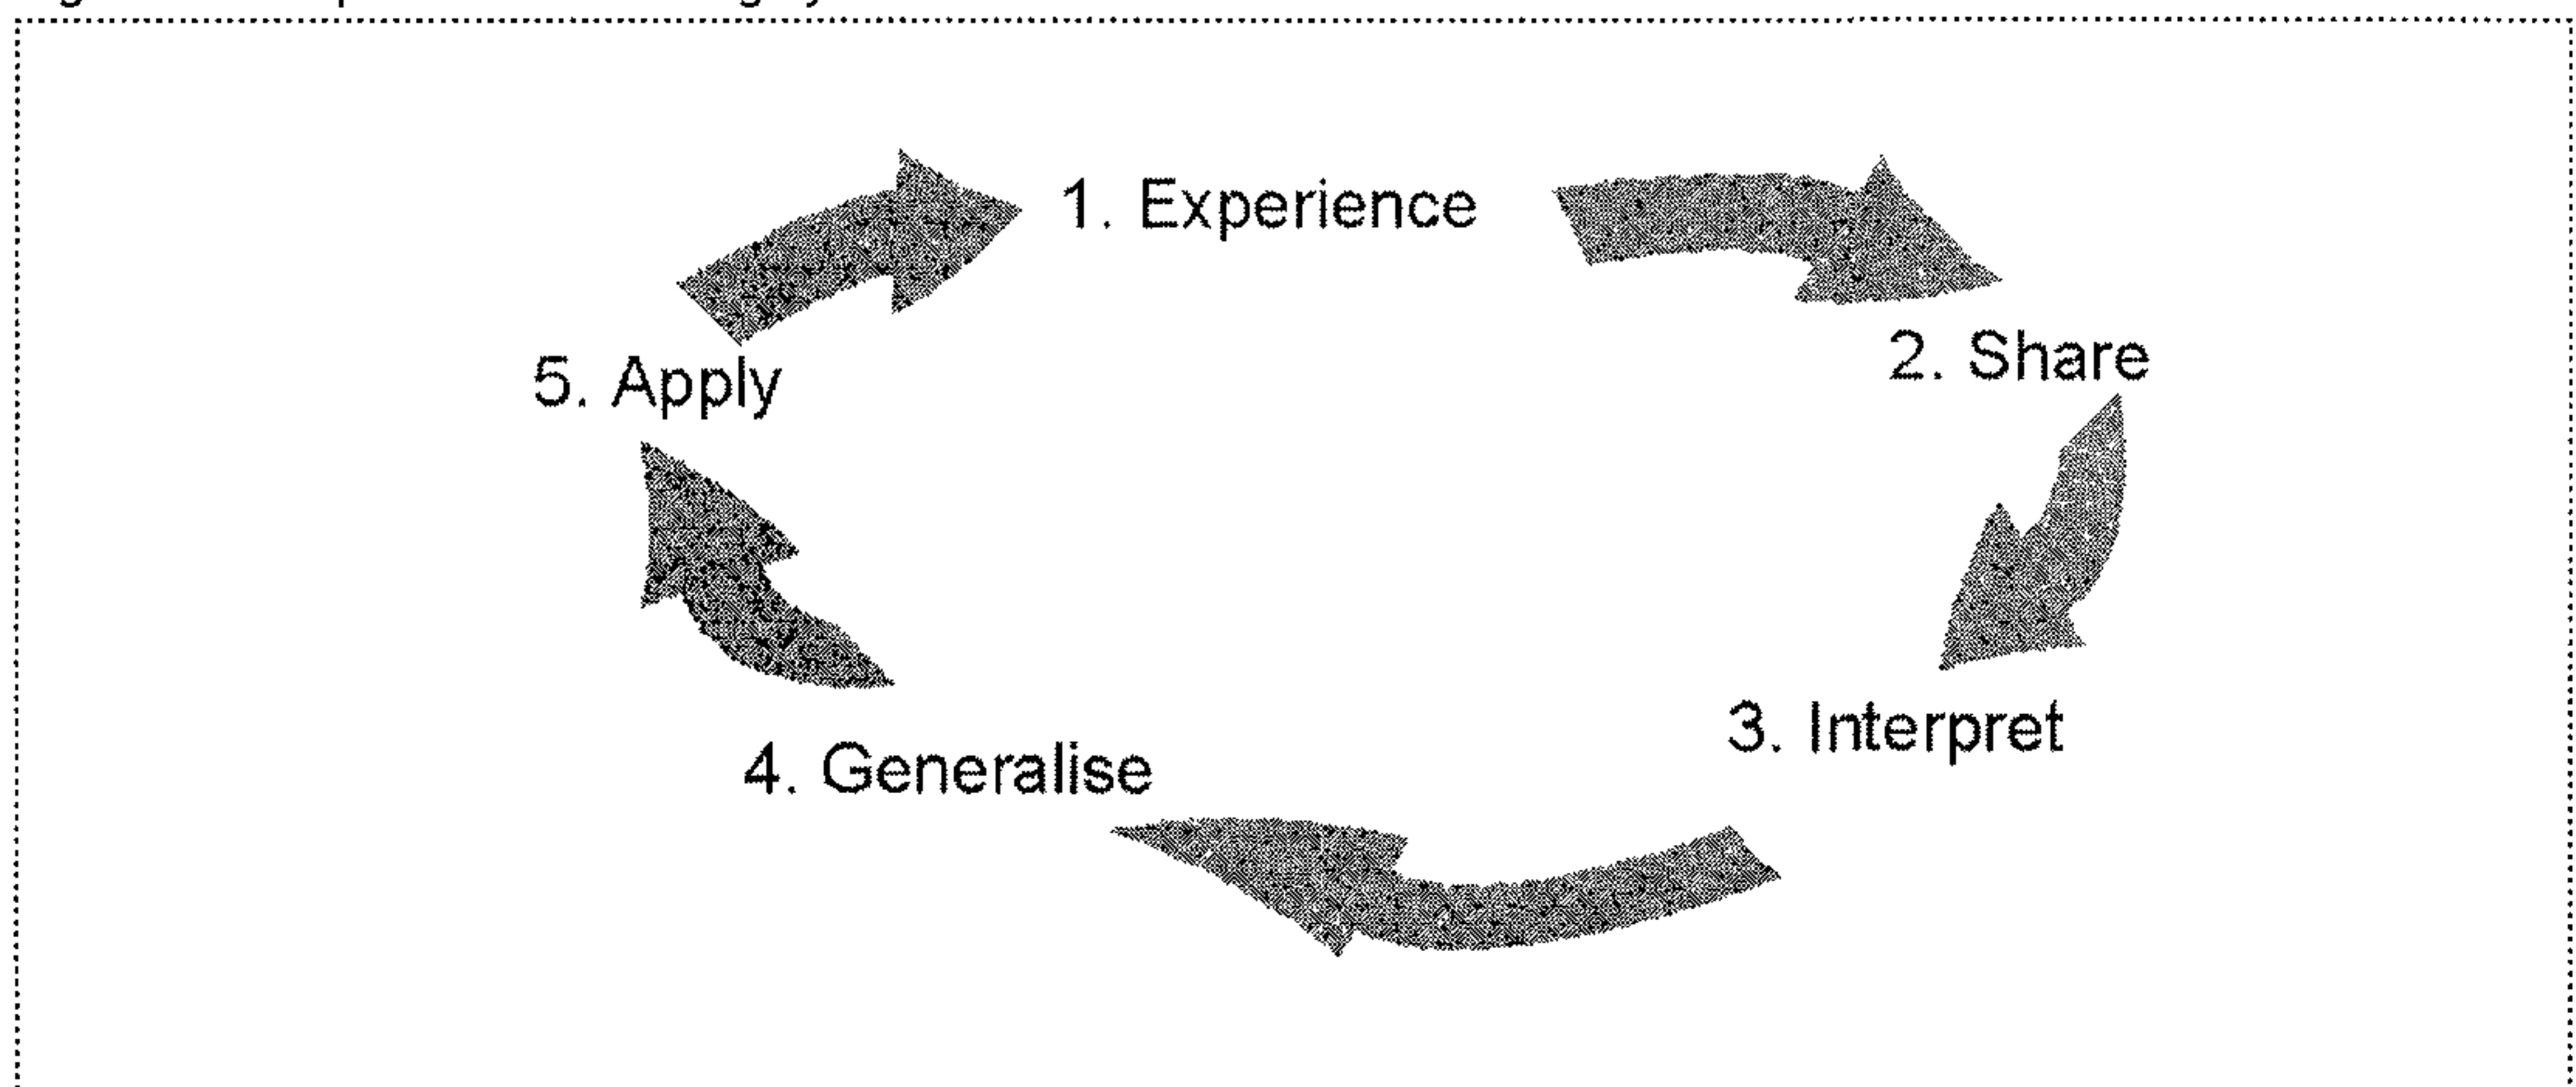 1. Experience
2. Share
3. Interpret
4. Generalise
5. Apply